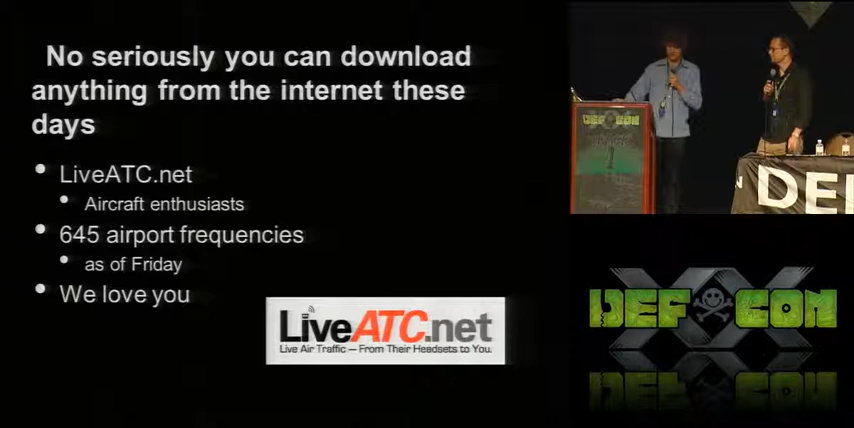 No seriously you can download
anything from the internet these
days
LiveATC.net
Aircraft enthusiasts
645 airport frequencies
as of Friday
We love you
LiveATC.net
Live Air Traffic — From Their Headsets to You.
DEF CON
DEF CON
XX
DEF CON